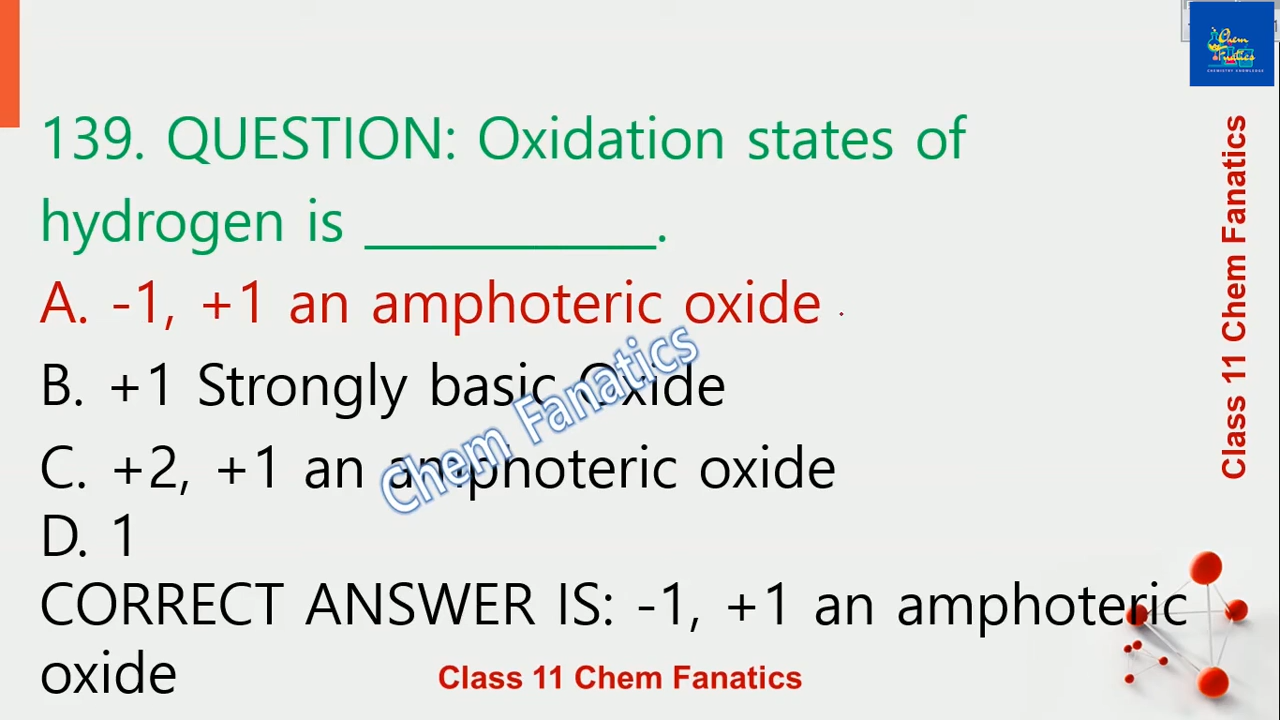 139. QUESTION: Oxidation states of
hydrogen is ___________.
A. -1, +1 an amphoteric oxide
B. +1 Strongly basic Oxide
C. +2, +1 an amphoteric oxide
D. 1
CORRECT ANSWER IS: -1, +1 an amphoteric
oxide
Chem Fanatics
Class 11 Chem Fanatics
Class 11 Chem Fanatics
Chem